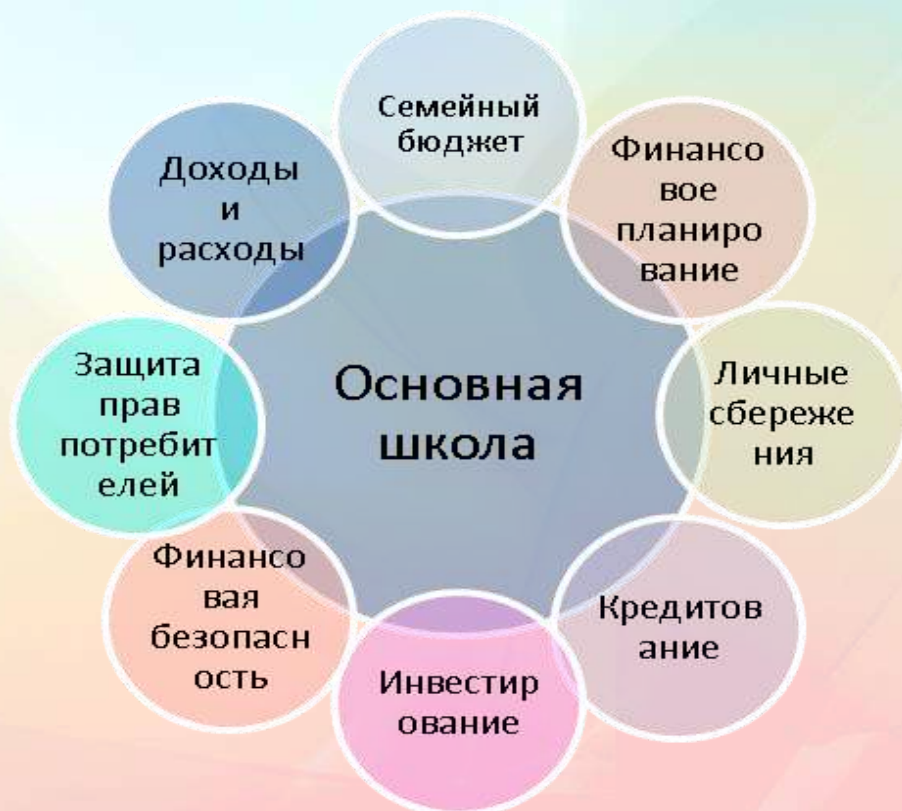 Семейный
бюджет
Финансо
вое
планиро
вание
Личные
сбереже
ния
Кредитов
ание
Инвестир
ование
Финансо
вая
безопасн
ость
Защита
прав
потребит
елей
Доходы
и
расходы
Основная
школа